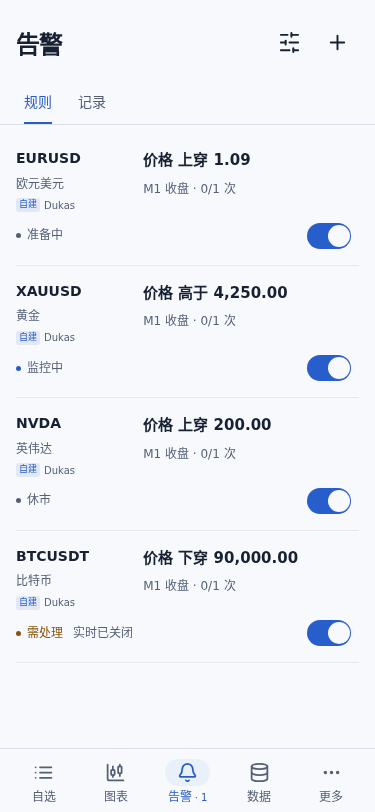 告警
规则 记录
EURUSD 价格 上穿 1.09
欧元美元 M1 收盘 · 0/1 次
自建 Dukas
准备中
XAUUSD 价格 高于 4,250.00
黄金 M1 收盘 · 0/1 次
自建 Dukas
监控中
NVDA 价格 上穿 200.00
英伟达 M1 收盘 · 0/1 次
自建 Dukas
休市
BTCUSDT 价格 下穿 90,000.00
比特币 M1 收盘 · 0/1 次
自建 Dukas
需处理 实时已关闭
自选 图表 告警 · 1 数据 更多